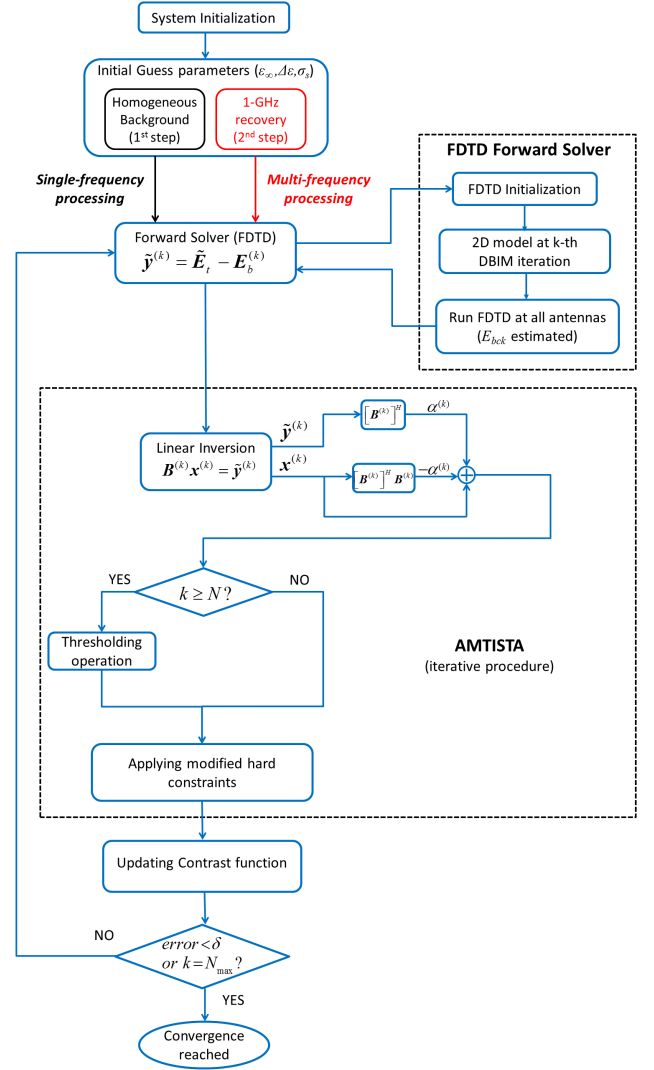 System Initialization
Initial Guess parameters (ε∞,Δε,σs)
Homogeneous
Background
(1st step)
1-GHz
recovery
(2nd step)
Single-frequency
processing
Multi-frequency
processing
FDTD Forward Solver
FDTD Initialization
2D model at k-th
DBIM iteration
Run FDTD at all antennas
(Ebck estimated)
Forward Solver (FDTD)
ỹ(k) = Ẽt − Eb(k)
Linear Inversion
B(k)x(k) = ỹ(k)
ỹ(k)
[B(k)]H
α(k)
x(k)
[B(k)]H B(k)
−α(k)
+
k ≥ N?
YES
NO
Thresholding
operation
AMTISTA
(iterative procedure)
Applying modified hard
constraints
Updating Contrast function
error<δ
or k=Nmax?
NO
YES
Convergence
reached